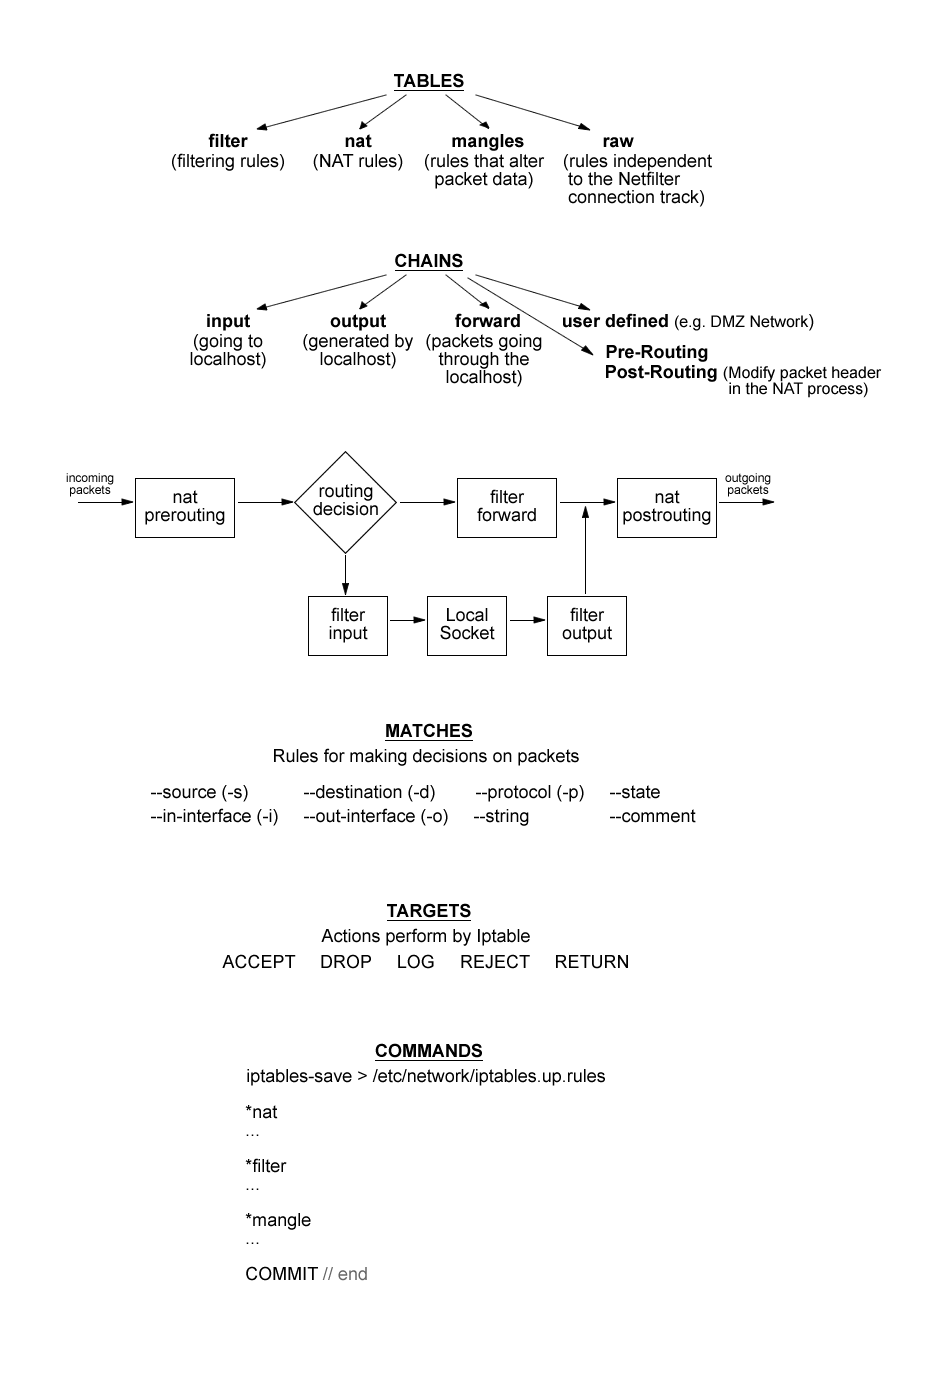 TABLES
filter nat mangles raw
(filtering rules) (NAT rules) (rules that alter (rules independent
packet data) to the Netfilter
connection track)
CHAINS
input output forward user defined (e.g. DMZ Network)
(going to (generated by (packets going
localhost) localhost) through the
localhost)
Pre-Routing
Post-Routing (Modify packet header
in the NAT process)
incoming
packets
nat
prerouting
routing
decision
filter
forward
nat
postrouting
outgoing
packets
filter
input
Local
Socket
filter
output
MATCHES
Rules for making decisions on packets
--source (-s) --destination (-d) --protocol (-p) --state
--in-interface (-i) --out-interface (-o) --string --comment
TARGETS
Actions perform by Iptable
ACCEPT DROP LOG REJECT RETURN
COMMANDS
iptables-save > /etc/network/iptables.up.rules
*nat
...
*filter
...
*mangle
...
COMMIT // end